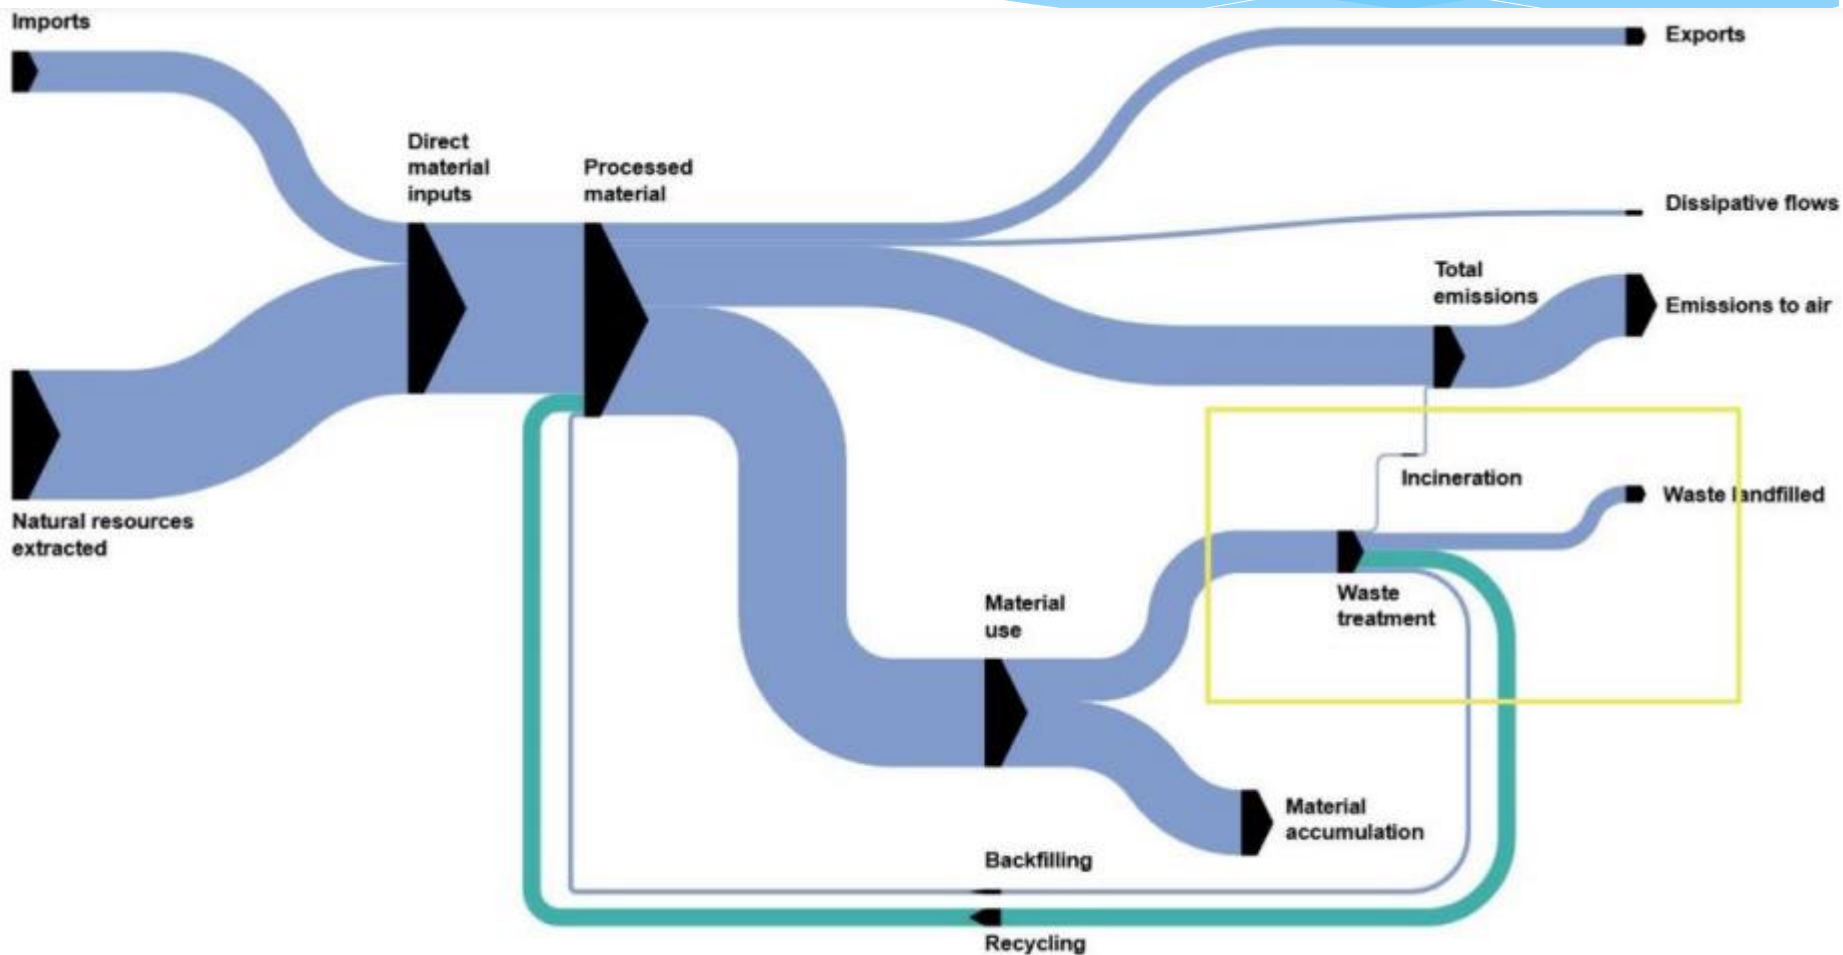 Imports
Exports
Direct
material
inputs
Processed
material
Dissipative flows
Total
emissions
Emissions to air
Incineration
Waste landfilled
Natural resources
extracted
Waste
treatment
Material
use
Material
accumulation
Backfilling
Recycling